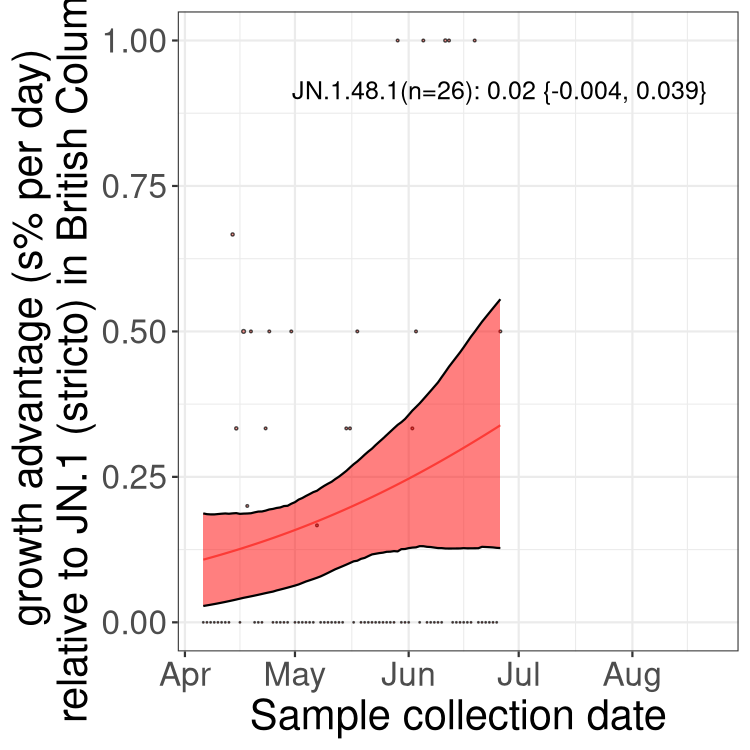 growth advantage (s% per day)
relative to JN.1 (stricto) in British Colum
1.00
0.75
0.50
0.25
0.00
JN.1.48.1(n=26): 0.02 {-0.004, 0.039}
Apr May Jun Jul Aug
Sample collection date